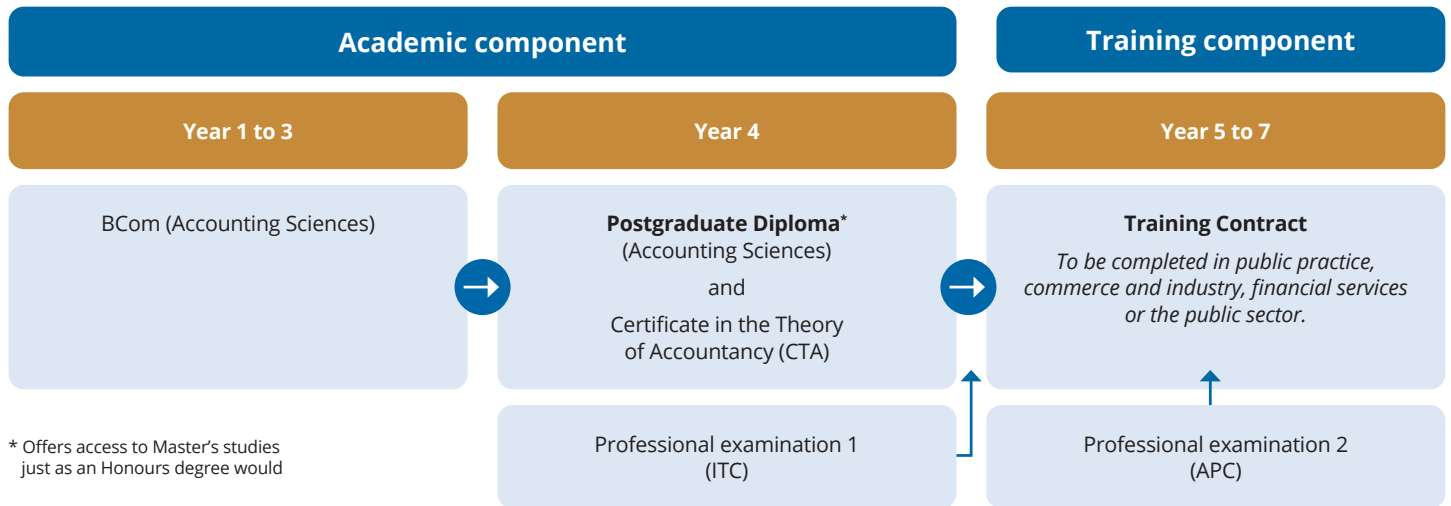 Academic component
Training component
Year 1 to 3
Year 4
Year 5 to 7
BCom (Accounting Sciences)
Postgraduate Diploma*
(Accounting Sciences)
and
Certificate in the Theory
of Accountancy (CTA)
Training Contract
To be completed in public practice,
commerce and industry, financial services
or the public sector.
* Offers access to Master’s studies
just as an Honours degree would
Professional examination 1
(ITC)
Professional examination 2
(APC)